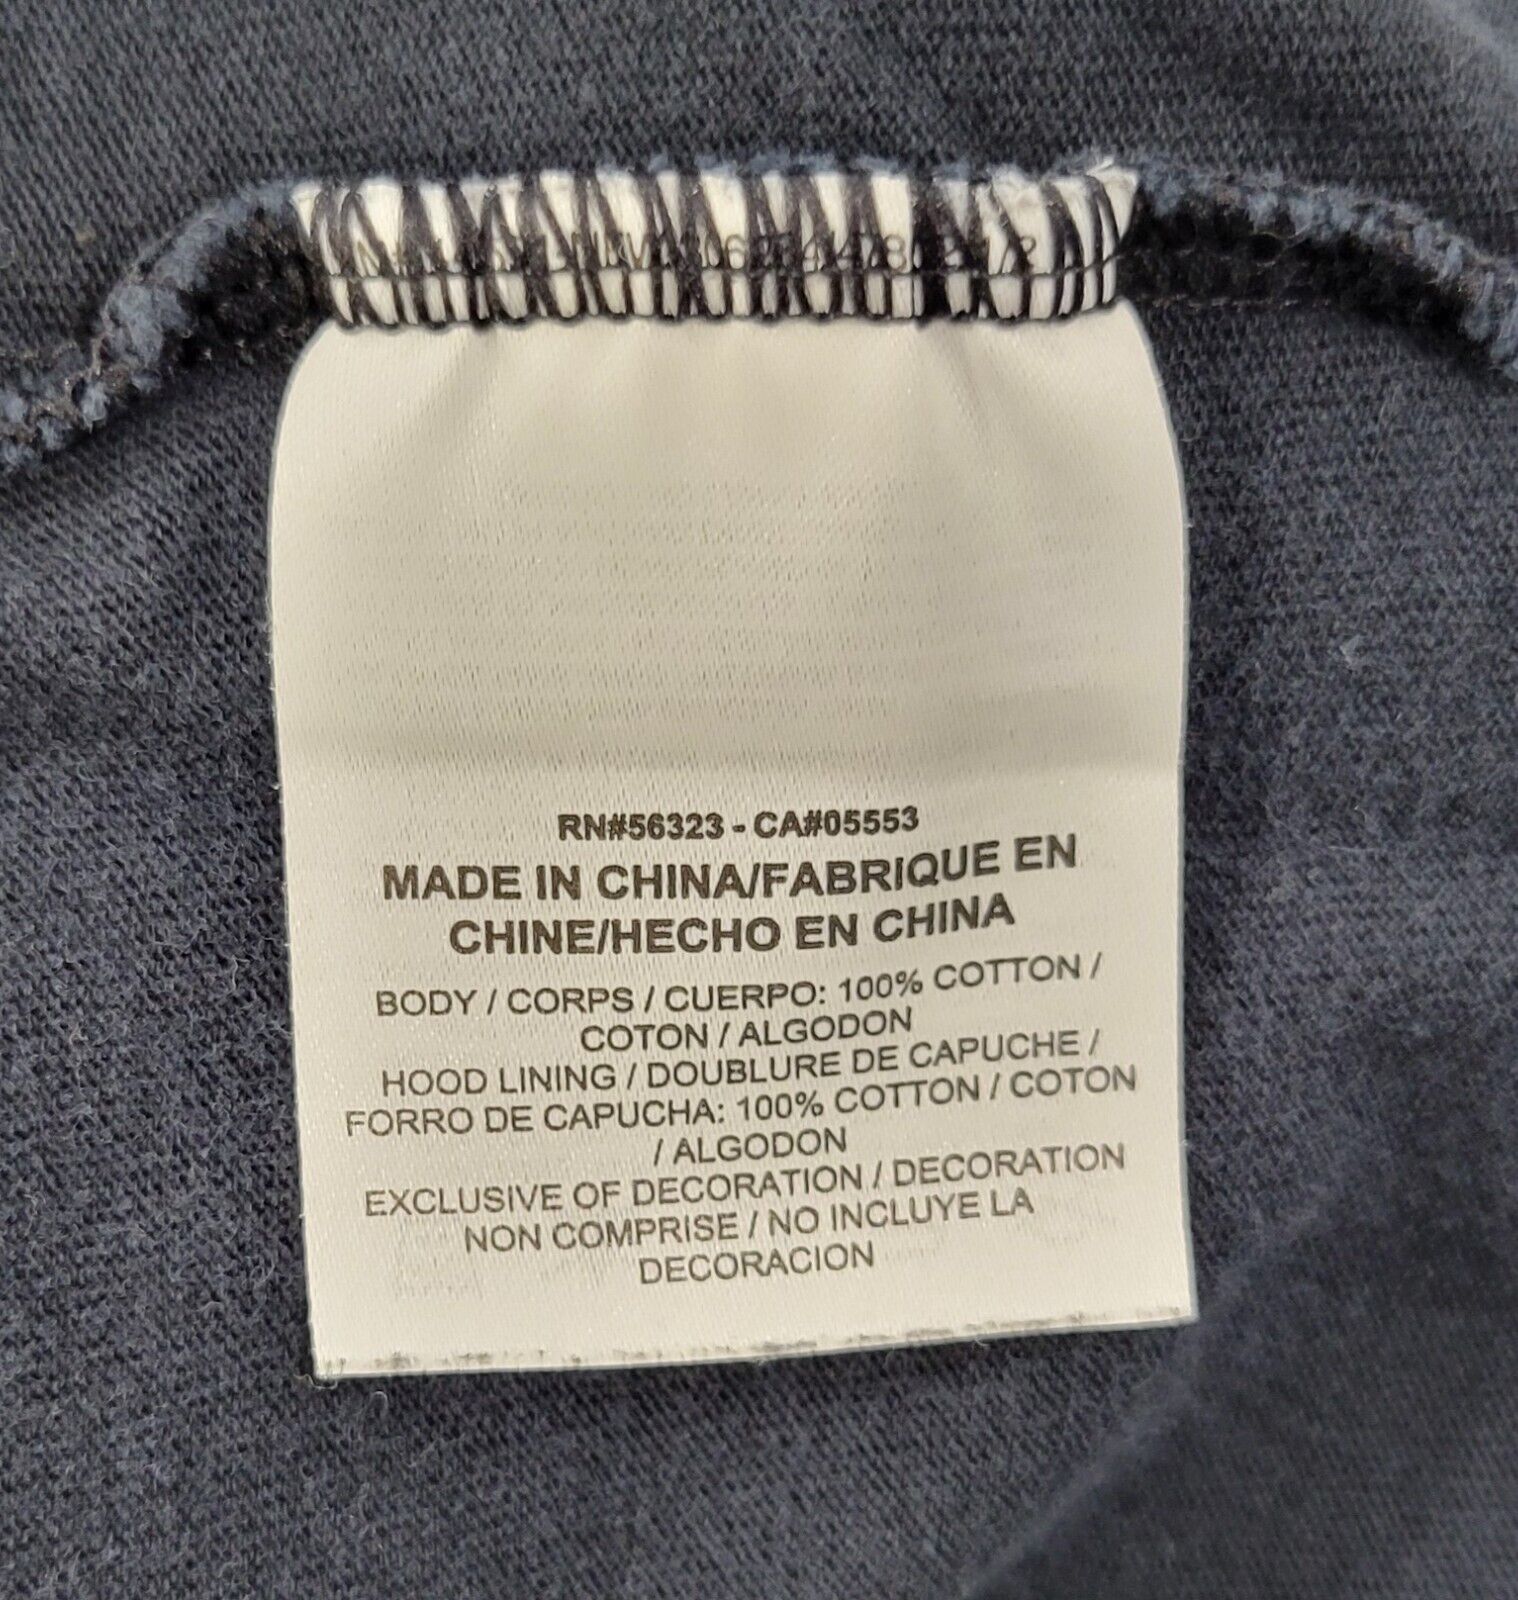 RN#56323 - CA#05553
MADE IN CHINA/FABRIQUE EN
CHINE/HECHO EN CHINA
BODY / CORPS / CUERPO: 100% COTTON /
COTON / ALGODON
HOOD LINING / DOUBLURE DE CAPUCHE /
FORRO DE CAPUCHA: 100% COTTON / COTON
/ ALGODON
EXCLUSIVE OF DECORATION / DECORATION
NON COMPRISE / NO INCLUYE LA
DECORACION